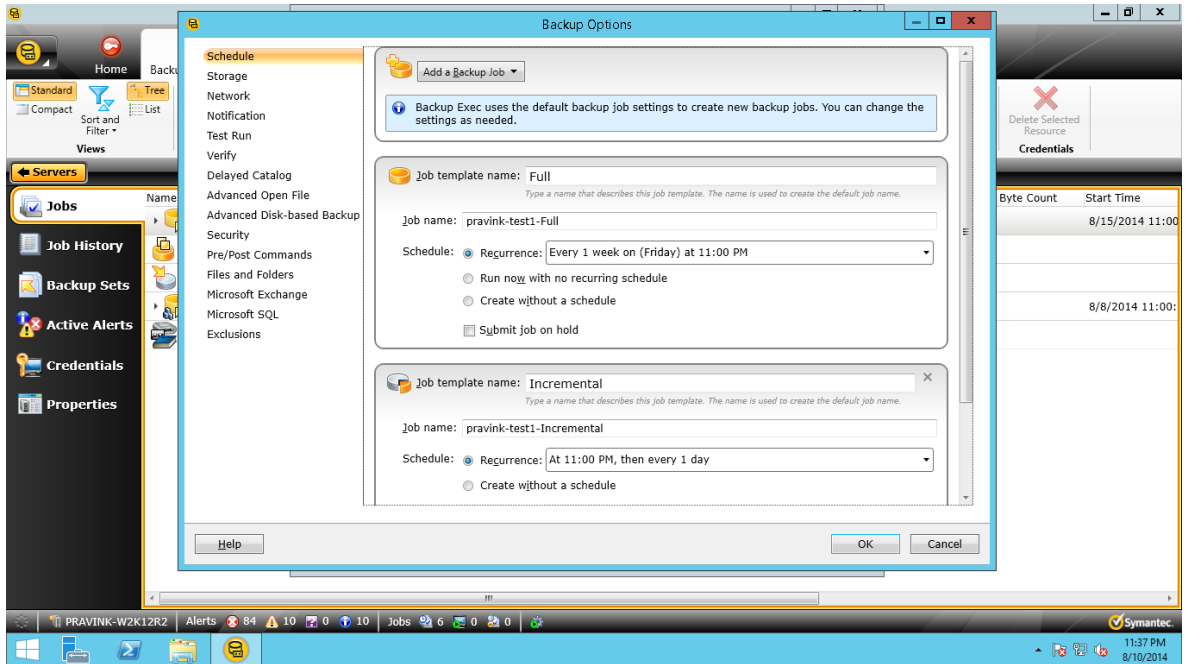 Backup Options
Home
Backu
Standard
Compact
Sort and
Filter
Tree
List
Views
Delete Selected
Resource
Credentials
Servers
Jobs
Job History
Backup Sets
Active Alerts
Credentials
Properties
Name
Byte Count
Start Time
8/15/2014 11:00
8/8/2014 11:00:
Schedule
Storage
Network
Notification
Test Run
Verify
Delayed Catalog
Advanced Open File
Advanced Disk-based Backup
Security
Pre/Post Commands
Files and Folders
Microsoft Exchange
Microsoft SQL
Exclusions
Add a Backup Job
Backup Exec uses the default backup job settings to create new backup jobs. You can change the
settings as needed.
Job template name: Full
Type a name that describes this job template. The name is used to create the default job name.
Job name: pravink-test1-Full
Schedule: Recurrence: Every 1 week on (Friday) at 11:00 PM
Run now with no recurring schedule
Create without a schedule
Submit job on hold
Job template name: Incremental
Type a name that describes this job template. The name is used to create the default job name.
Job name: pravink-test1-Incremental
Schedule: Recurrence: At 11:00 PM, then every 1 day
Create without a schedule
Help
OK
Cancel
PRAVINK-W2K12R2 Alerts 84 10 0 10 Jobs 6 0 0
Symantec.
11:37 PM
8/10/2014